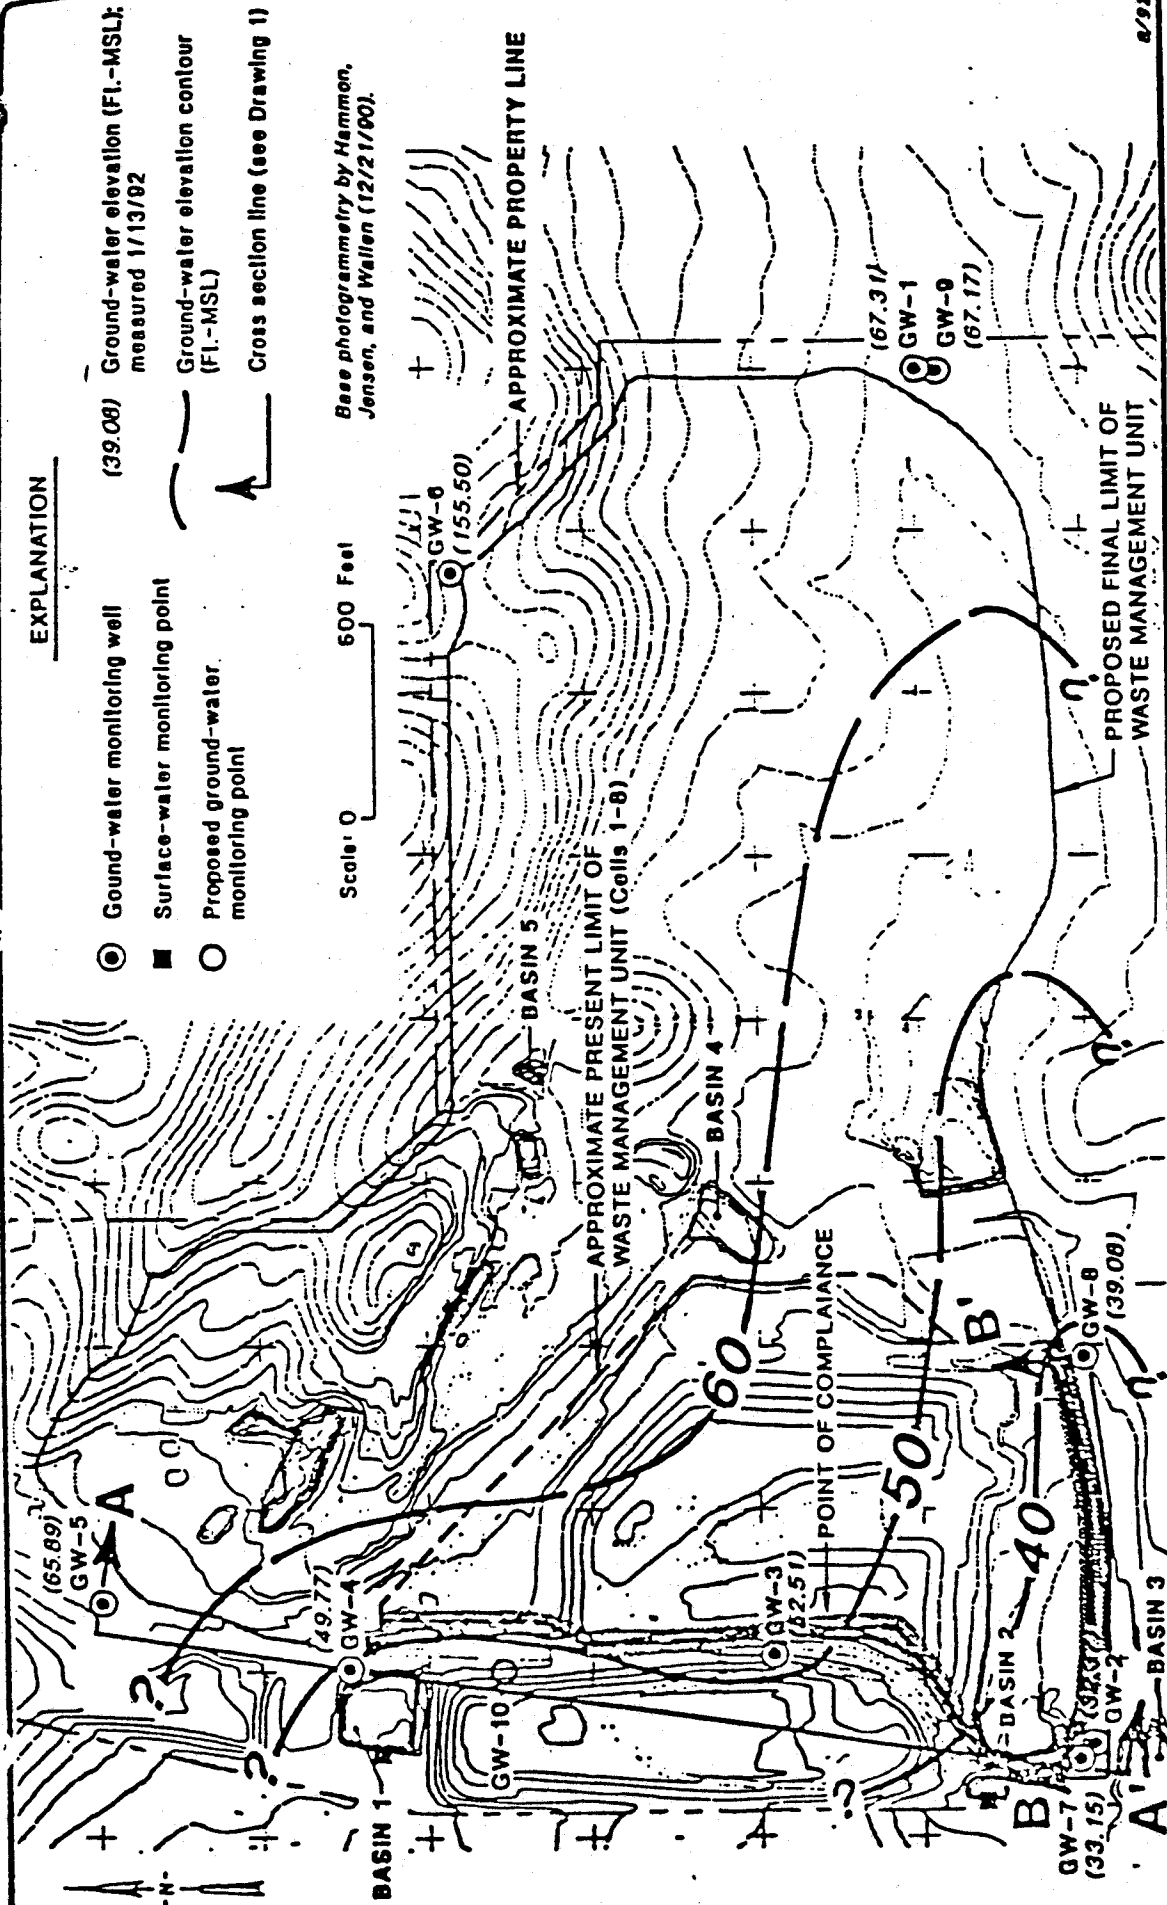 EXPLANATION
Gound-water monitoring well
Surface-water monitoring point
Proposed ground-water
monitoring point
(39.08)
Ground-water elevation (Ft.-MSL);
measured 1/13/92
Ground-water elevation contour
(Ft.-MSL)
Cross section line (see Drawing 1)
Scale: 0
600 Feet
Base photogrammetry by Hammon,
Jensen, and Wallen (12/21/90).
-N-
(65.89)
GW-5
A
?
?
(49.77)
GW-4
BASIN 1
GW-10
GW-6
(155.50)
APPROXIMATE PROPERTY LINE
BASIN 5
APPROXIMATE PRESENT LIMIT OF
WASTE MANAGEMENT UNIT (Cells 1-8)
BASIN 4
60
GW-3
(52.51)
POINT OF COMPLAIANCE
?
50
(67.31)
GW-1
GW-9
(67.17)
B'
BASIN 2
40
B
GW-7
(33.15)
GW-2
GW-8
(39.08)
?
?
?
PROPOSED FINAL LIMIT OF
WASTE MANAGEMENT UNIT
A'
BASIN 3